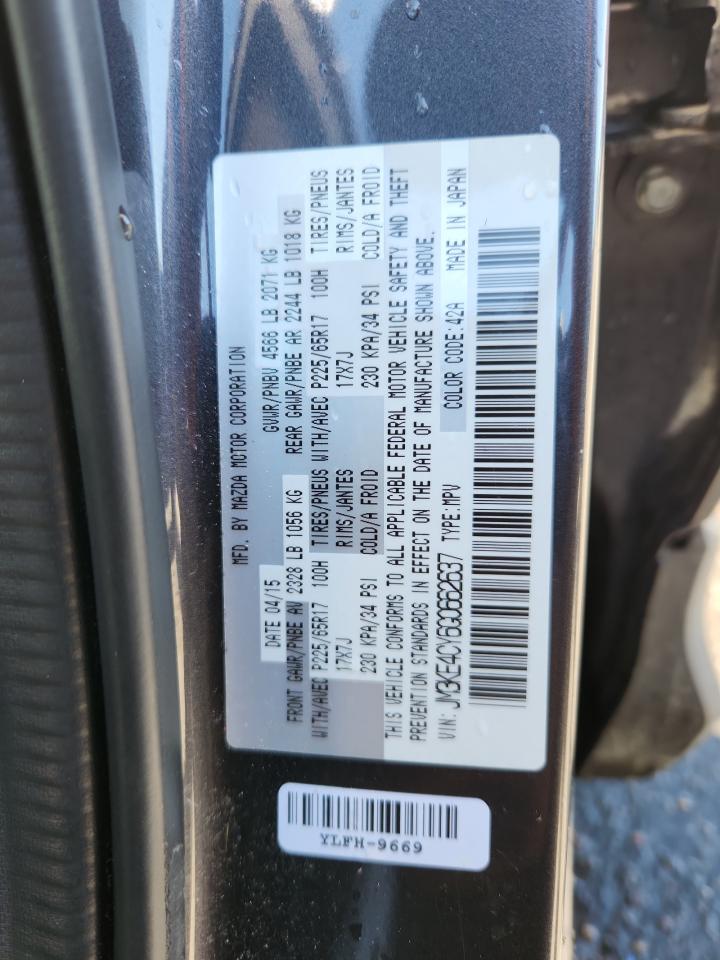 MFD. BY MAZDA MOTOR CORPORATION
DATE 04/15 GVWR/PNBV 4566 LB 2071 KG
FRONT GAWR/PNBE AV 2328 LB 1056 KG REAR GAWR/PNBE AR 2244 LB 1018 KG
WITH/AVEC P225/65R17 100H TIRES/PNEUS WITH/AVEC P225/65R17 100H TIRES/PNEUS
17X7J RIMS/JANTES 17X7J RIMS/JANTES
230 KPA/34 PSI COLD/A FROID 230 KPA/34 PSI COLD/A FROID
THIS VEHICLE CONFORMS TO ALL APPLICABLE FEDERAL MOTOR VEHICLE SAFETY AND THEFT
PREVENTION STANDARDS IN EFFECT ON THE DATE OF MANUFACTURE SHOWN ABOVE.
VIN: JM3KE4CY6G0662637 TYPE:MPV COLOR CODE:42A MADE IN JAPAN
YLFH-9669